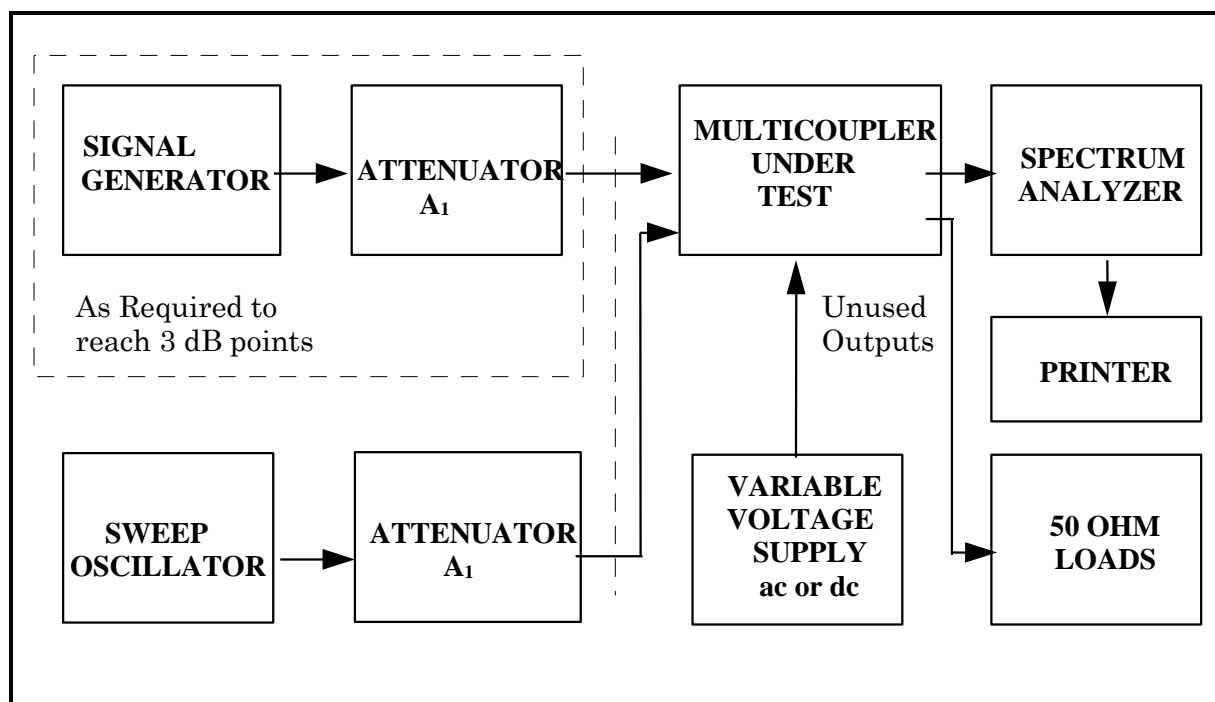 SIGNAL
GENERATOR
ATTENUATOR
A1
MULTICOUPLER
UNDER
TEST
SPECTRUM
ANALYZER
As Required to
reach 3 dB points
Unused
Outputs
PRINTER
SWEEP
OSCILLATOR
ATTENUATOR
A1
VARIABLE
VOLTAGE
SUPPLY
ac or dc
50 OHM
LOADS